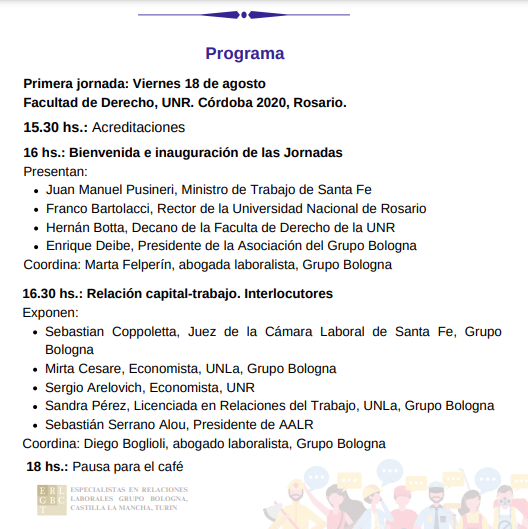 Programa
Primera jornada: Viernes 18 de agosto
Facultad de Derecho, UNR. Córdoba 2020, Rosario.
15.30 hs.: Acreditaciones
16 hs.: Bienvenida e inauguración de las Jornadas
Presentan:
• Juan Manuel Pusineri, Ministro de Trabajo de Santa Fe
• Franco Bartolacci, Rector de la Universidad Nacional de Rosario
• Hernán Botta, Decano de la Faculta de Derecho de la UNR
• Enrique Deibe, Presidente de la Asociación del Grupo Bologna
Coordina: Marta Felperín, abogada laboralista, Grupo Bologna
16.30 hs.: Relación capital-trabajo. Interlocutores
Exponen:
• Sebastian Coppoletta, Juez de la Cámara Laboral de Santa Fe, Grupo
Bologna
• Mirta Cesare, Economista, UNLa, Grupo Bologna
• Sergio Arelovich, Economista, UNR
• Sandra Pérez, Licenciada en Relaciones del Trabajo, UNLa, Grupo Bologna
• Sebastián Serrano Alou, Presidente de AALR
Coordina: Diego Boglioli, abogado laboralista, Grupo Bologna
18 hs.: Pausa para el café
ERL
GBC
T
ESPECIALISTAS EN RELACIONES
LABORALES GRUPO BOLOGNA,
CASTILLA LA MANCHA, TURIN